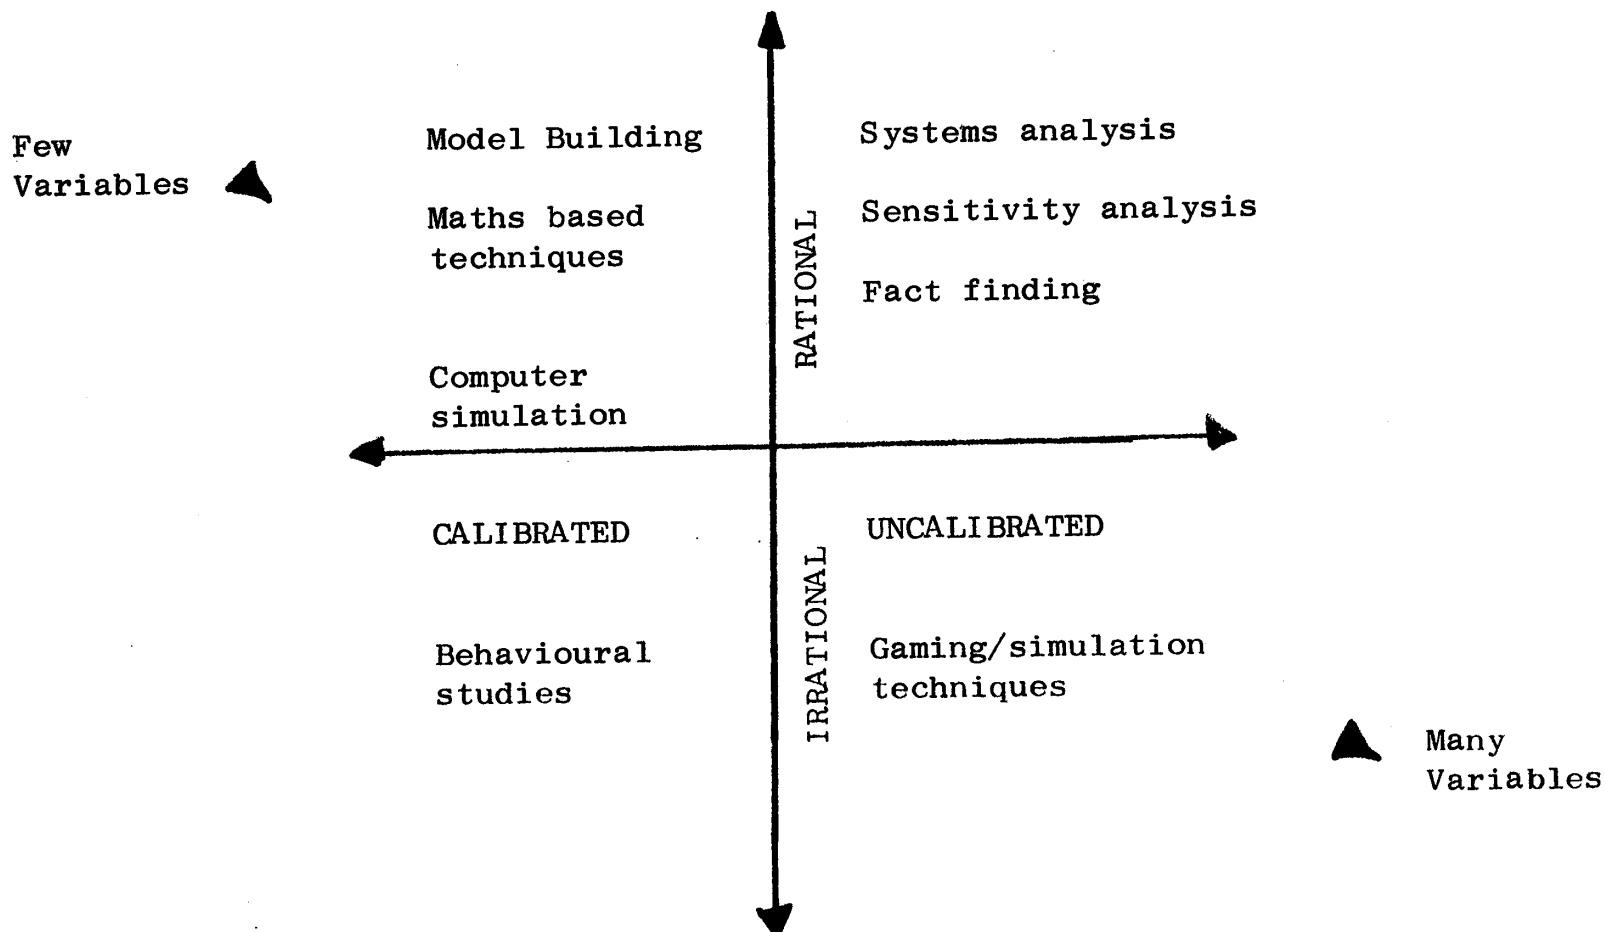 Few
Variables
Model Building
Maths based
techniques
Computer
simulation
RATIONAL
Systems analysis
Sensitivity analysis
Fact finding
CALIBRATED
UNCALIBRATED
Behavioural
studies
IRRATIONAL
Gaming/simulation
techniques
Many
Variables